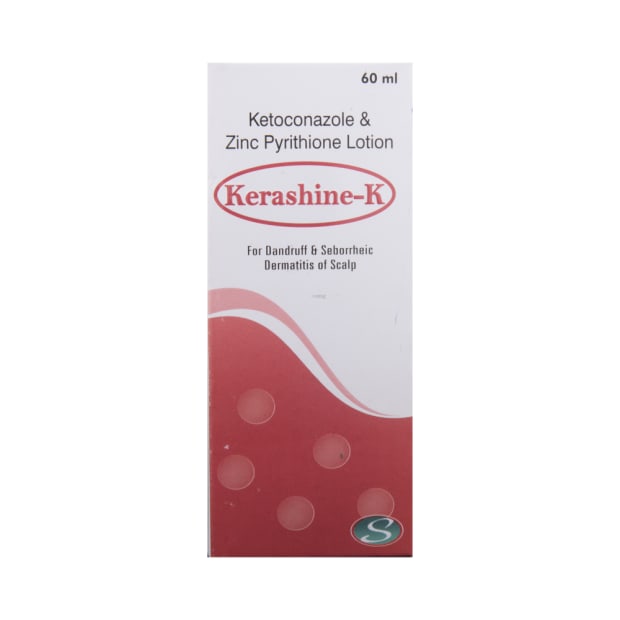 60 ml
Ketoconazole &
Zinc Pyrithione Lotion
Kerashine-K
For Dandruff & Seborrheic
Dermatitis of Scalp
S